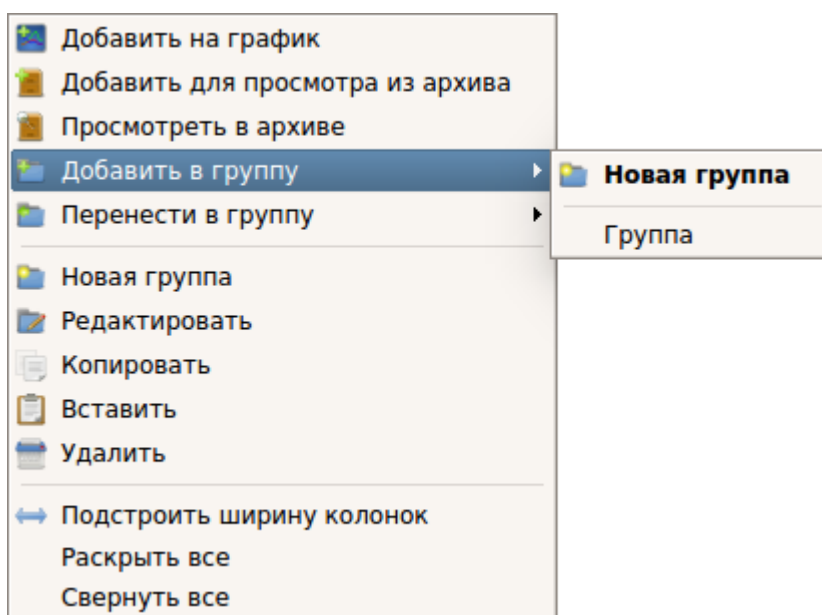 Добавить на график
Добавить для просмотра из архива
Просмотреть в архиве
Добавить в группу
Новая группа
Перенести в группу
Группа
Новая группа
Редактировать
Копировать
Вставить
Удалить
Подстроить ширину колонок
Раскрыть все
Свернуть все